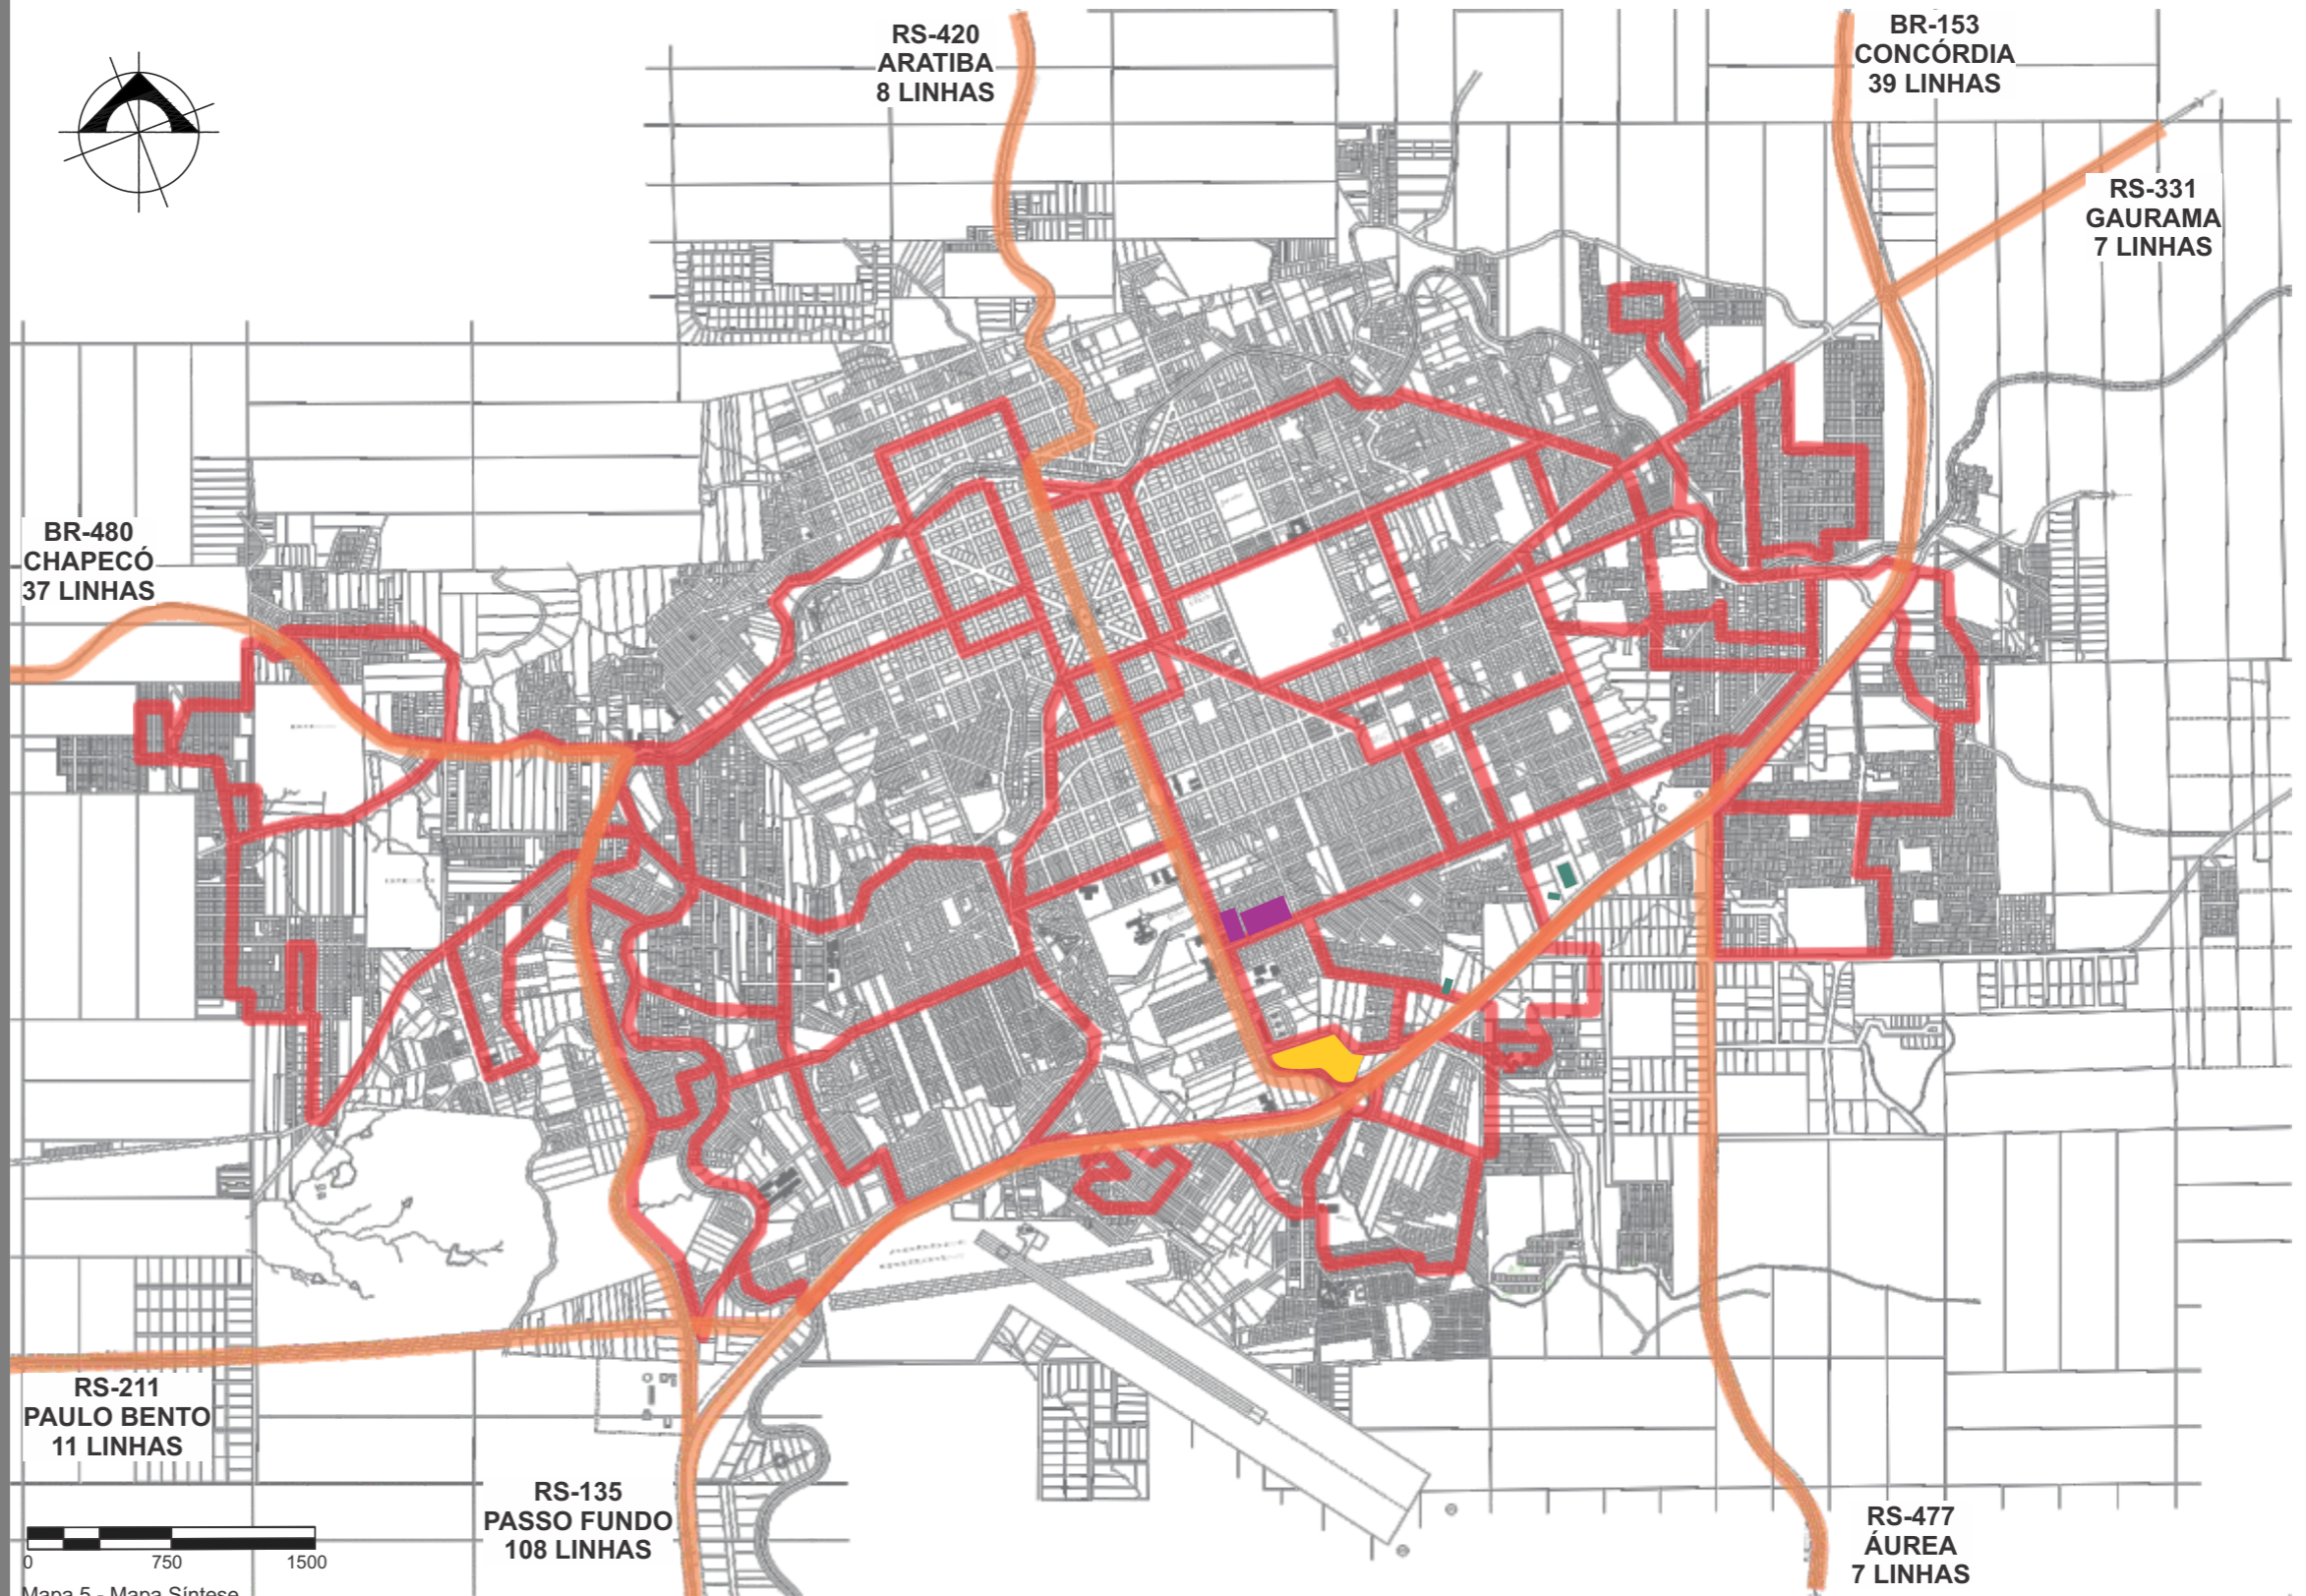 RS-420
ARATIBA
8 LINHAS
BR-153
CONCÓRDIA
39 LINHAS
RS-331
GAURAMA
7 LINHAS
BR-480
CHAPECÓ
37 LINHAS
RS-211
PAULO BENTO
11 LINHAS
RS-135
PASSO FUNDO
108 LINHAS
RS-477
ÁUREA
7 LINHAS
0 750 1500
Mapa 5 - Mapa Síntese